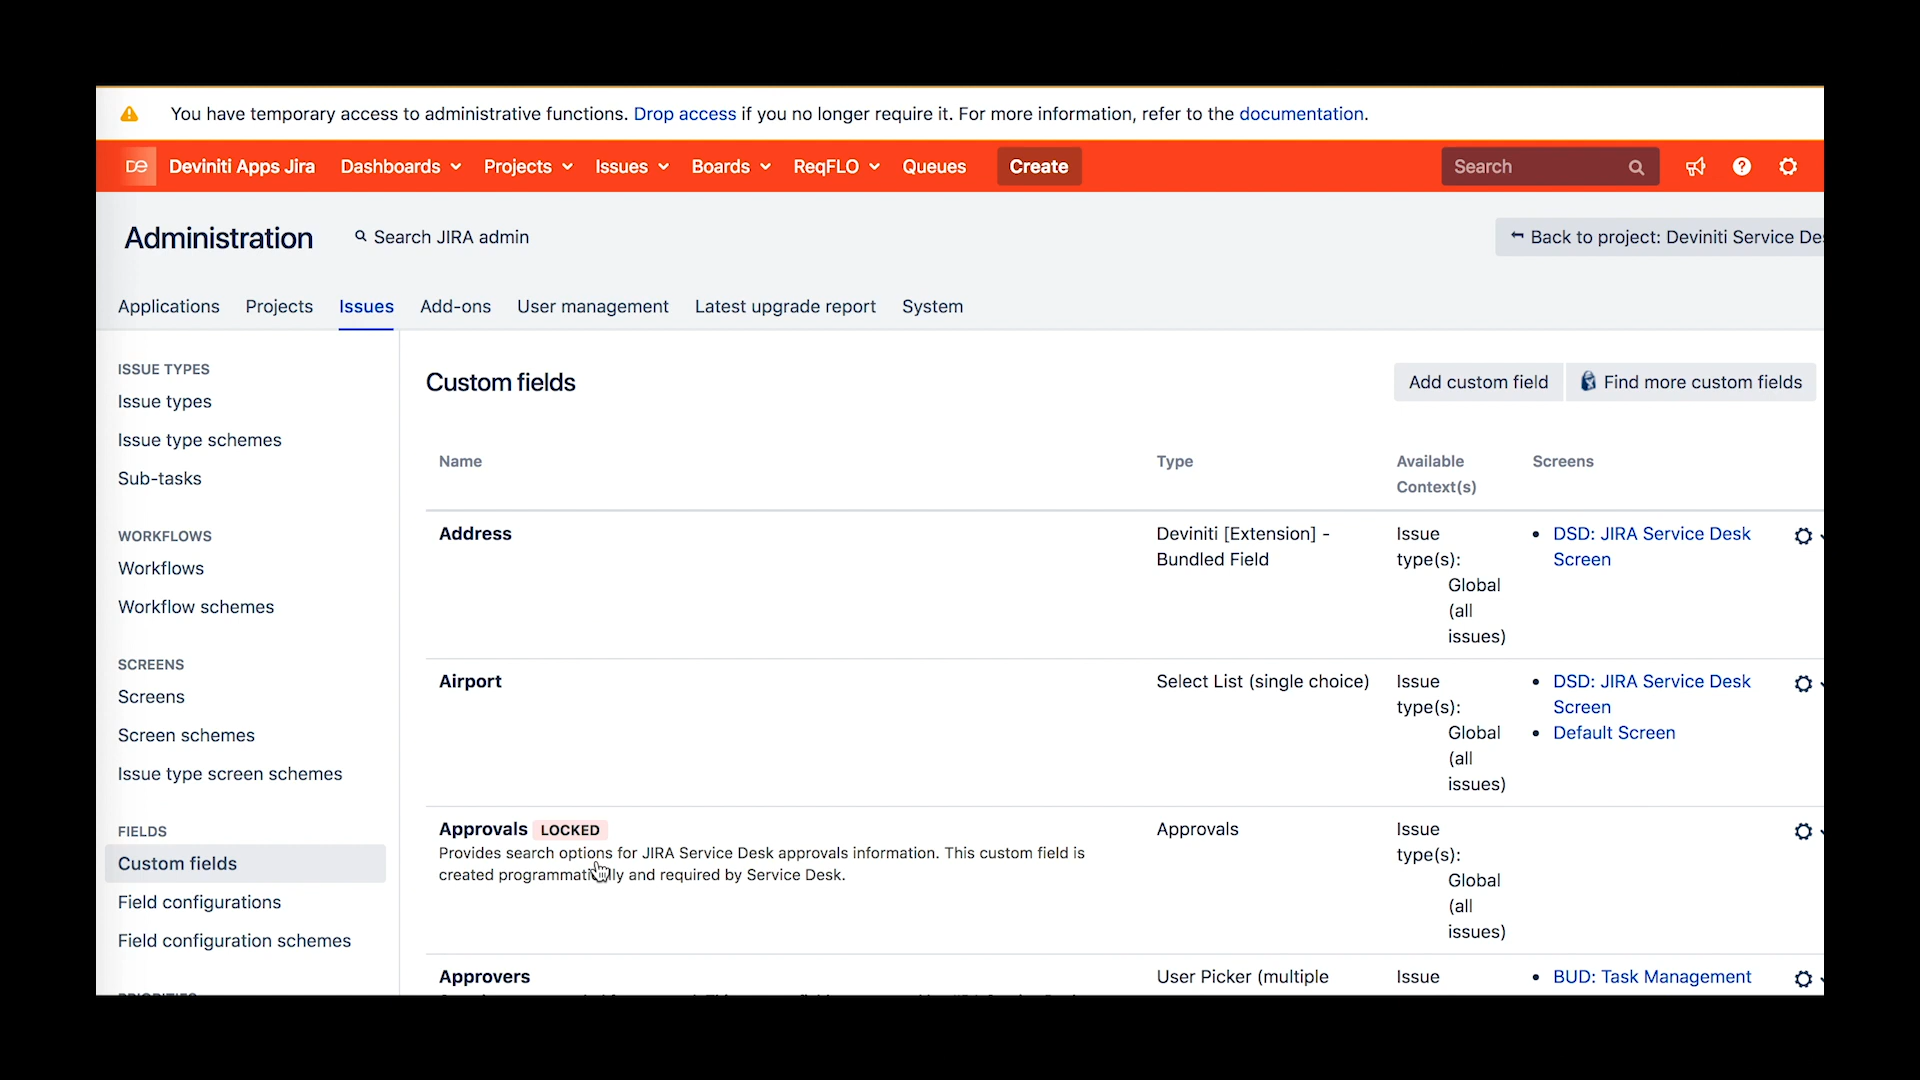 You have temporary access to administrative functions. Drop access if you no longer require it. For more information, refer to the documentation.
DE Deviniti Apps Jira Dashboards Projects Issues Boards ReqFLO Queues Create Search
Administration Search JIRA admin Back to project: Deviniti Service
Applications Projects Issues Add-ons User management Latest upgrade report System
ISSUE TYPES
Issue types
Issue type schemes
Sub-tasks
WORKFLOWS
Workflows
Workflow schemes
SCREENS
Screens
Screen schemes
Issue type screen schemes
FIELDS
Custom fields
Field configurations
Field configuration schemes
Custom fields Add custom field Find more custom fields
Name Type Available Context(s) Screens
Address Deviniti [Extension] - Issue • DSD: JIRA Service Desk
Bundled Field type(s): Screen
Global
(all
issues)
Airport Select List (single choice) Issue • DSD: JIRA Service Desk
type(s): Screen
Global • Default Screen
(all
issues)
Approvals LOCKED Approvals Issue
Provides search options for JIRA Service Desk approvals information. This custom field is type(s):
created programmatically and required by Service Desk. Global
(all
issues)
Approvers User Picker (multiple Issue • BUD: Task Management